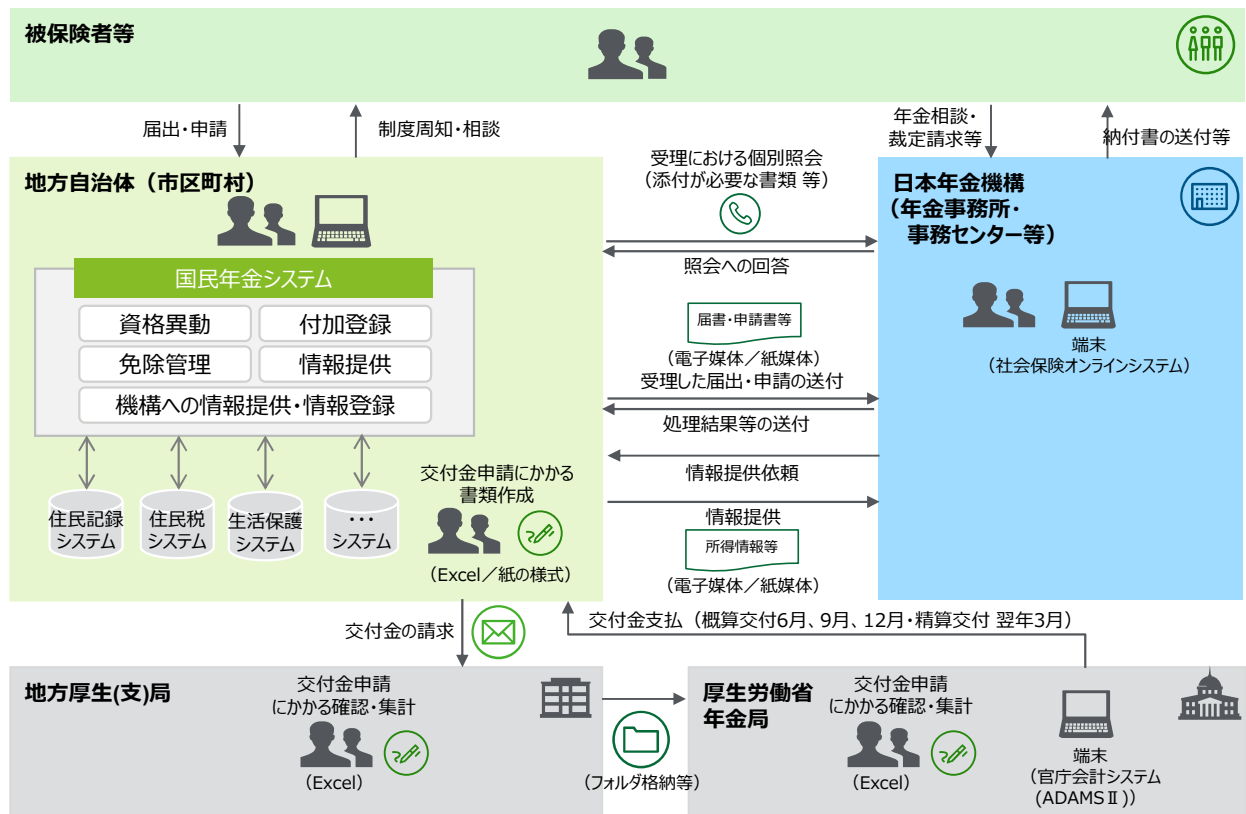 被保険者等
届出・申請
制度周知・相談
年金相談・
裁定請求等
納付書の送付等
地方自治体（市区町村）
国民年金システム
資格異動
付加登録
免除管理
情報提供
機構への情報提供・情報登録
住民記録
システム
住民税
システム
生活保護
システム
・・・
システム
交付金申請にかかる
書類作成
（Excel／紙の様式）
受理における個別照会
（添付が必要な書類 等）
照会への回答
届書・申請書等
（電子媒体／紙媒体）
受理した届出・申請の送付
処理結果等の送付
情報提供依頼
情報提供
所得情報等
（電子媒体／紙媒体）
日本年金機構
（年金事務所・
事務センター等）
端末
（社会保険オンラインシステム）
交付金の請求
交付金支払（概算交付6月、9月、12月・精算交付 翌年3月）
地方厚生(支)局
交付金申請
にかかる確認・集計
（Excel）
（フォルダ格納等）
厚生労働省
年金局
交付金申請
にかかる確認・集計
（Excel）
端末
（官庁会計システム
(ADAMSⅡ)）